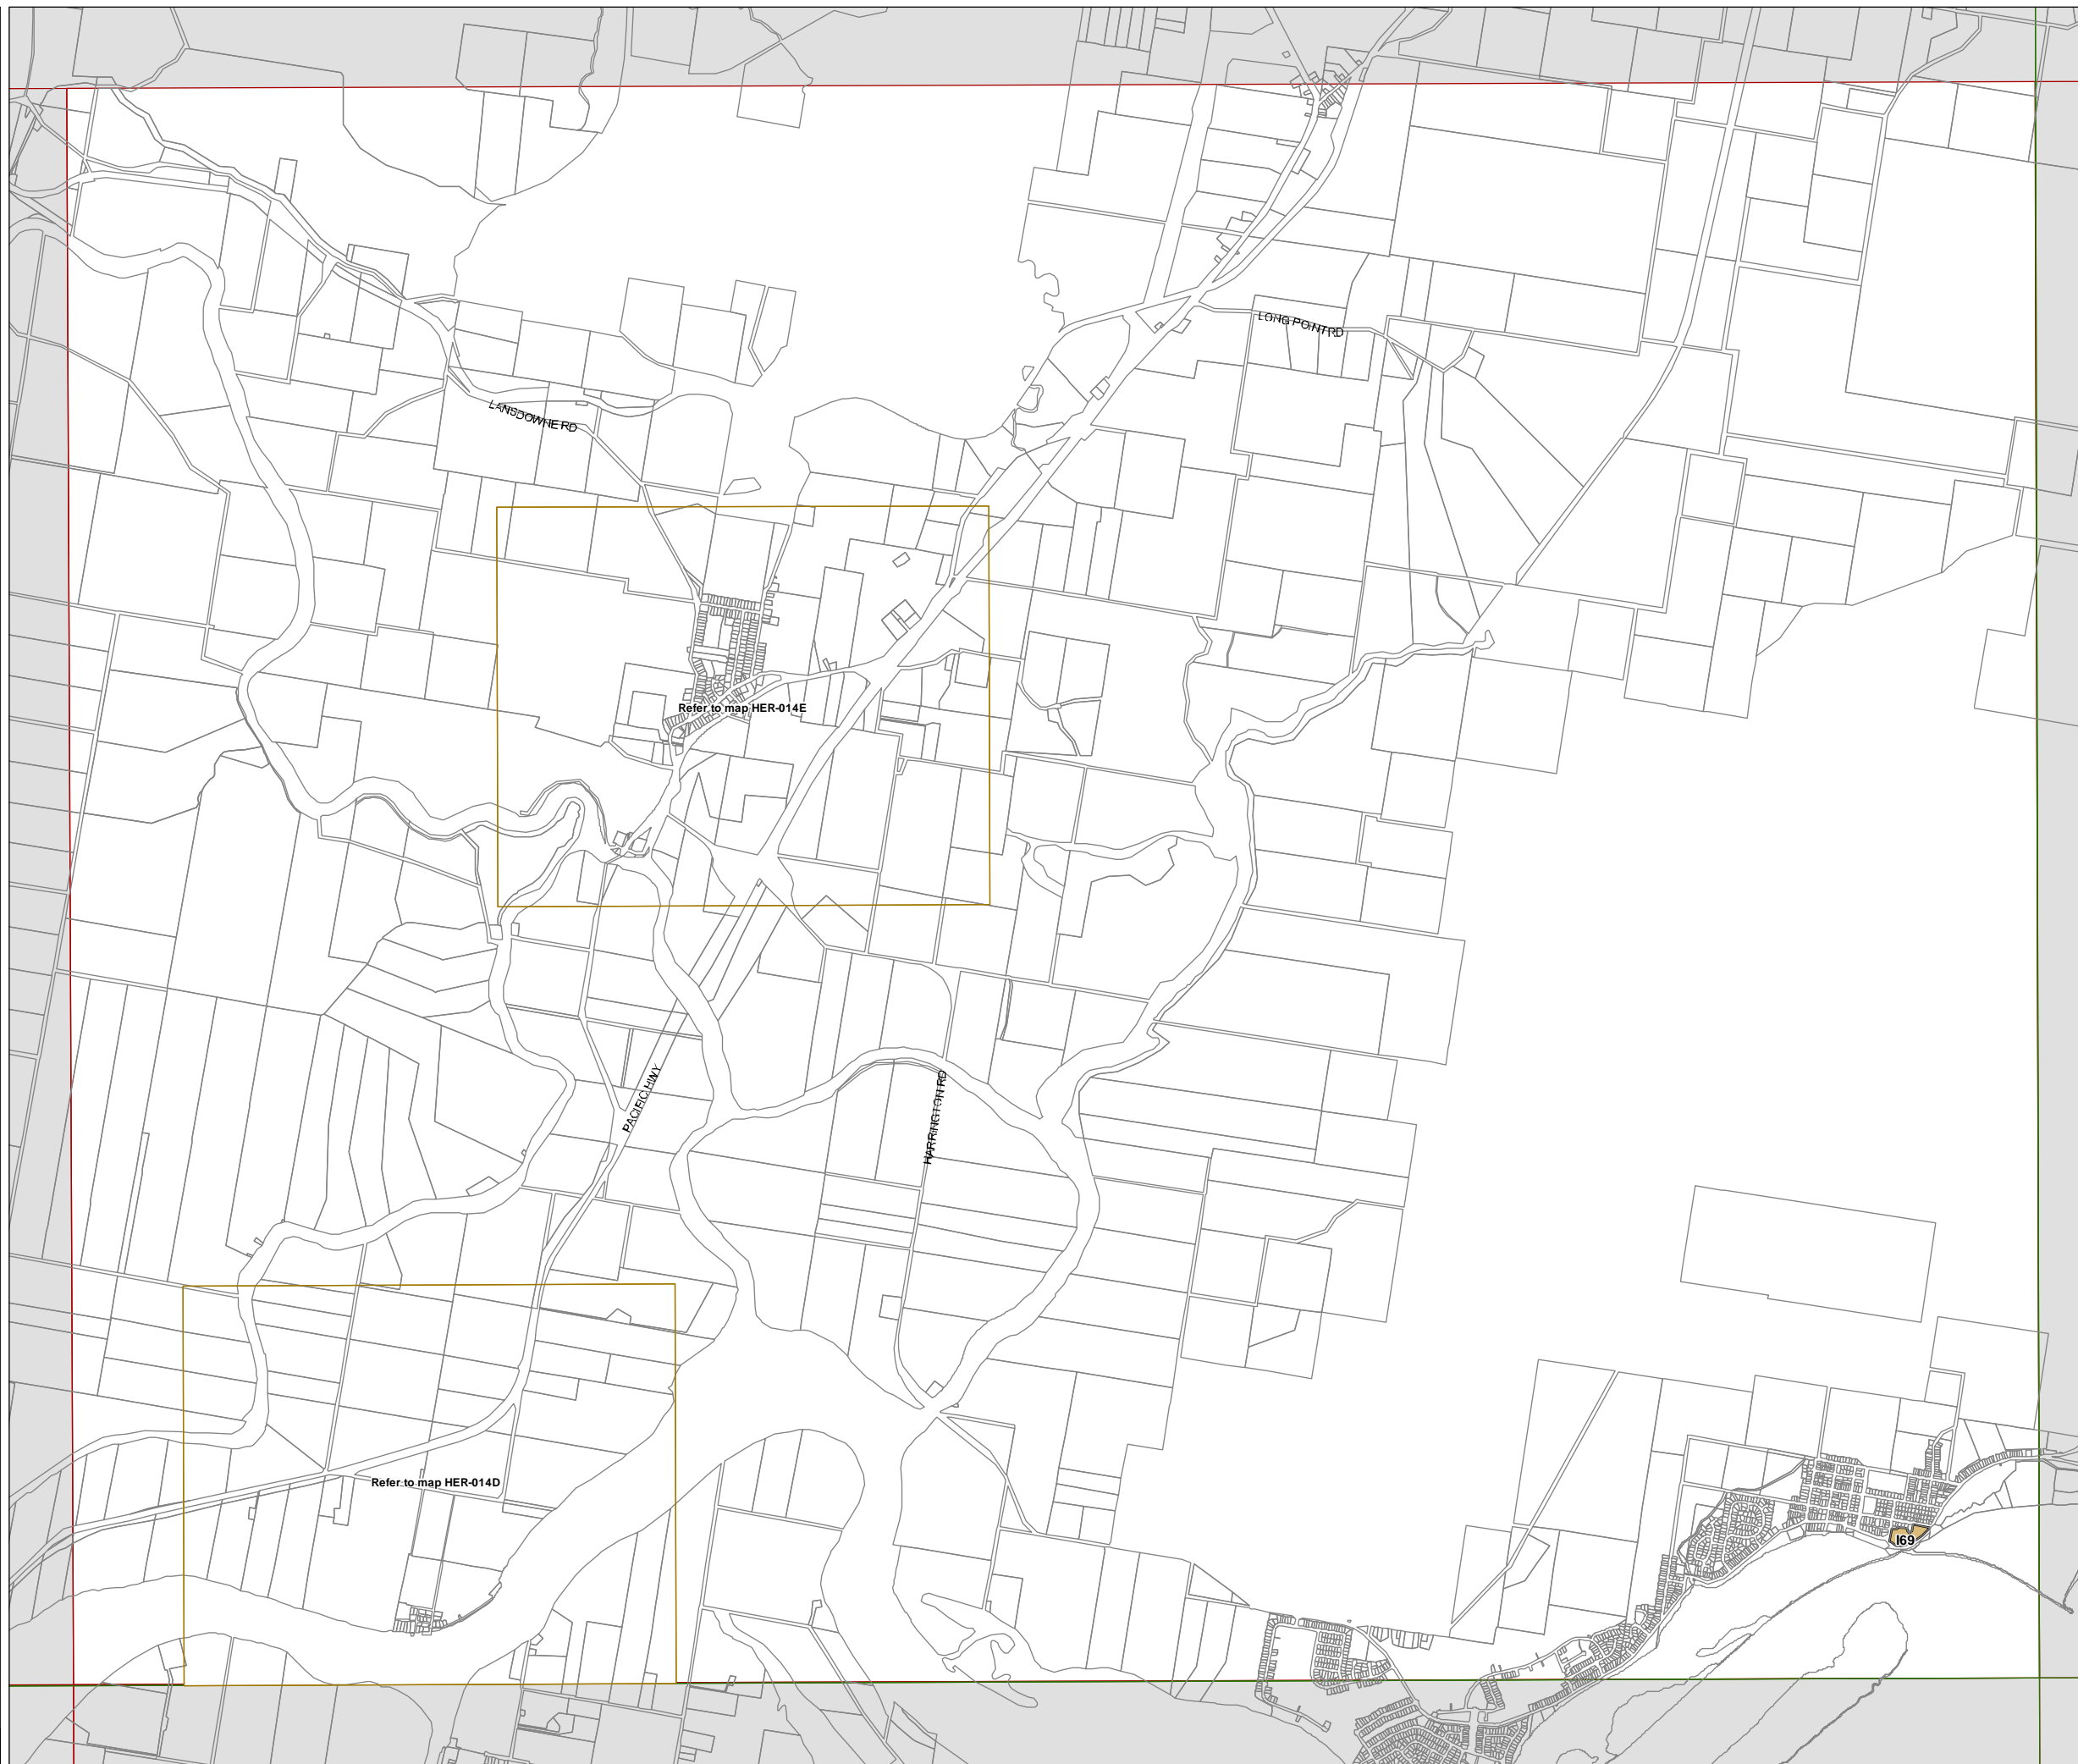 LONG POINT RD
LANSDOWNE RD
Refer to map HER-014E
PACIFIC HWY
HARRINGTON RD
Refer to map HER-014D
I69